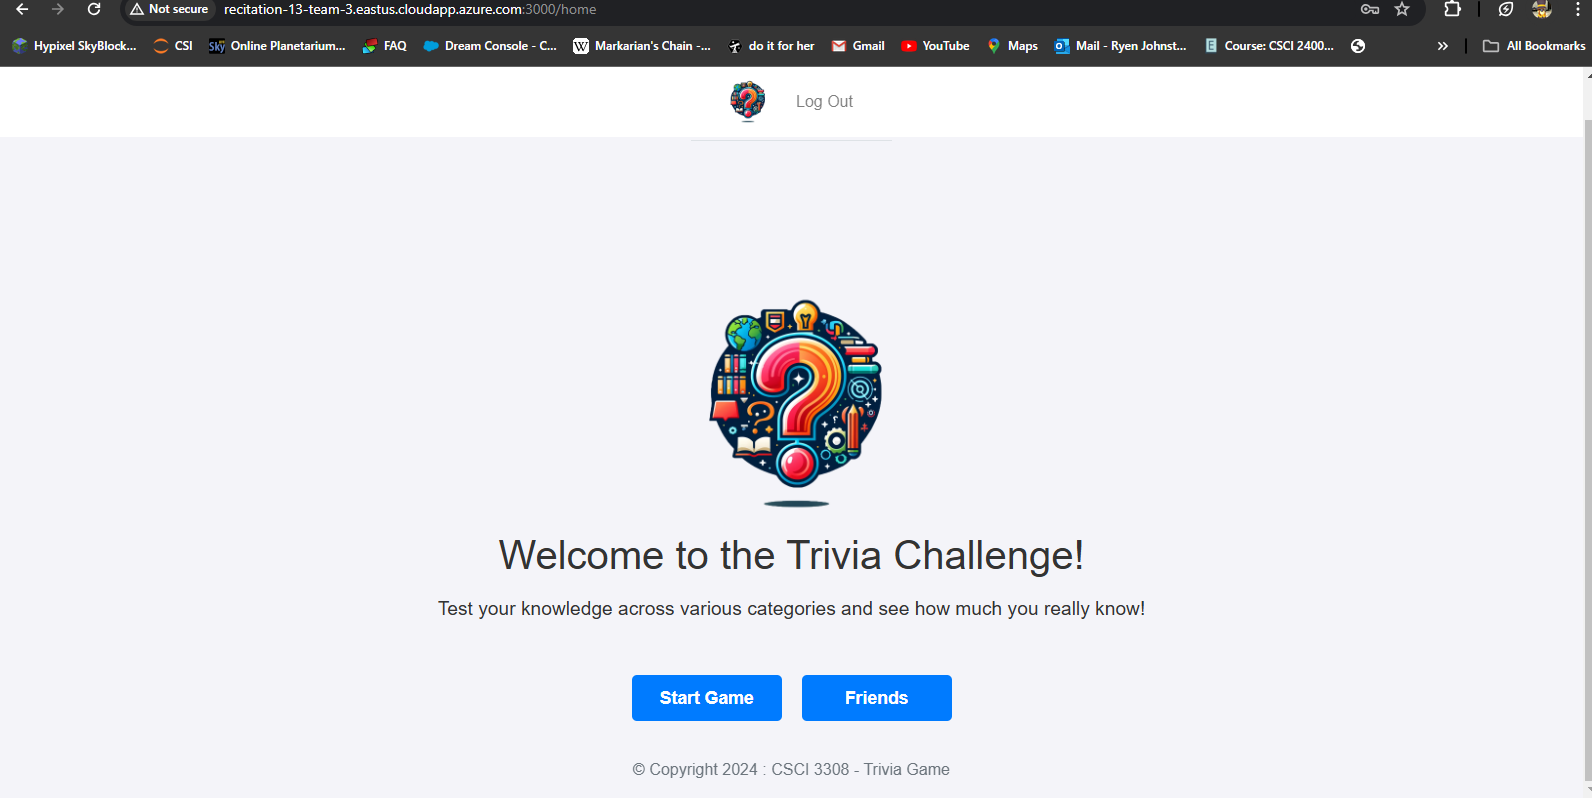 Not secure recitation-13-team-3.eastus.cloudapp.azure.com:3000/home
Hypixel SkyBlock... CSI Sky Online Planetarium... FAQ Dream Console - C... W Markarian's Chain -... do it for her Gmail YouTube Maps Mail - Ryen Johnst... E Course: CSCI 2400... » All Bookmarks
Log Out
Welcome to the Trivia Challenge!
Test your knowledge across various categories and see how much you really know!
Start Game Friends
© Copyright 2024 : CSCI 3308 - Trivia Game